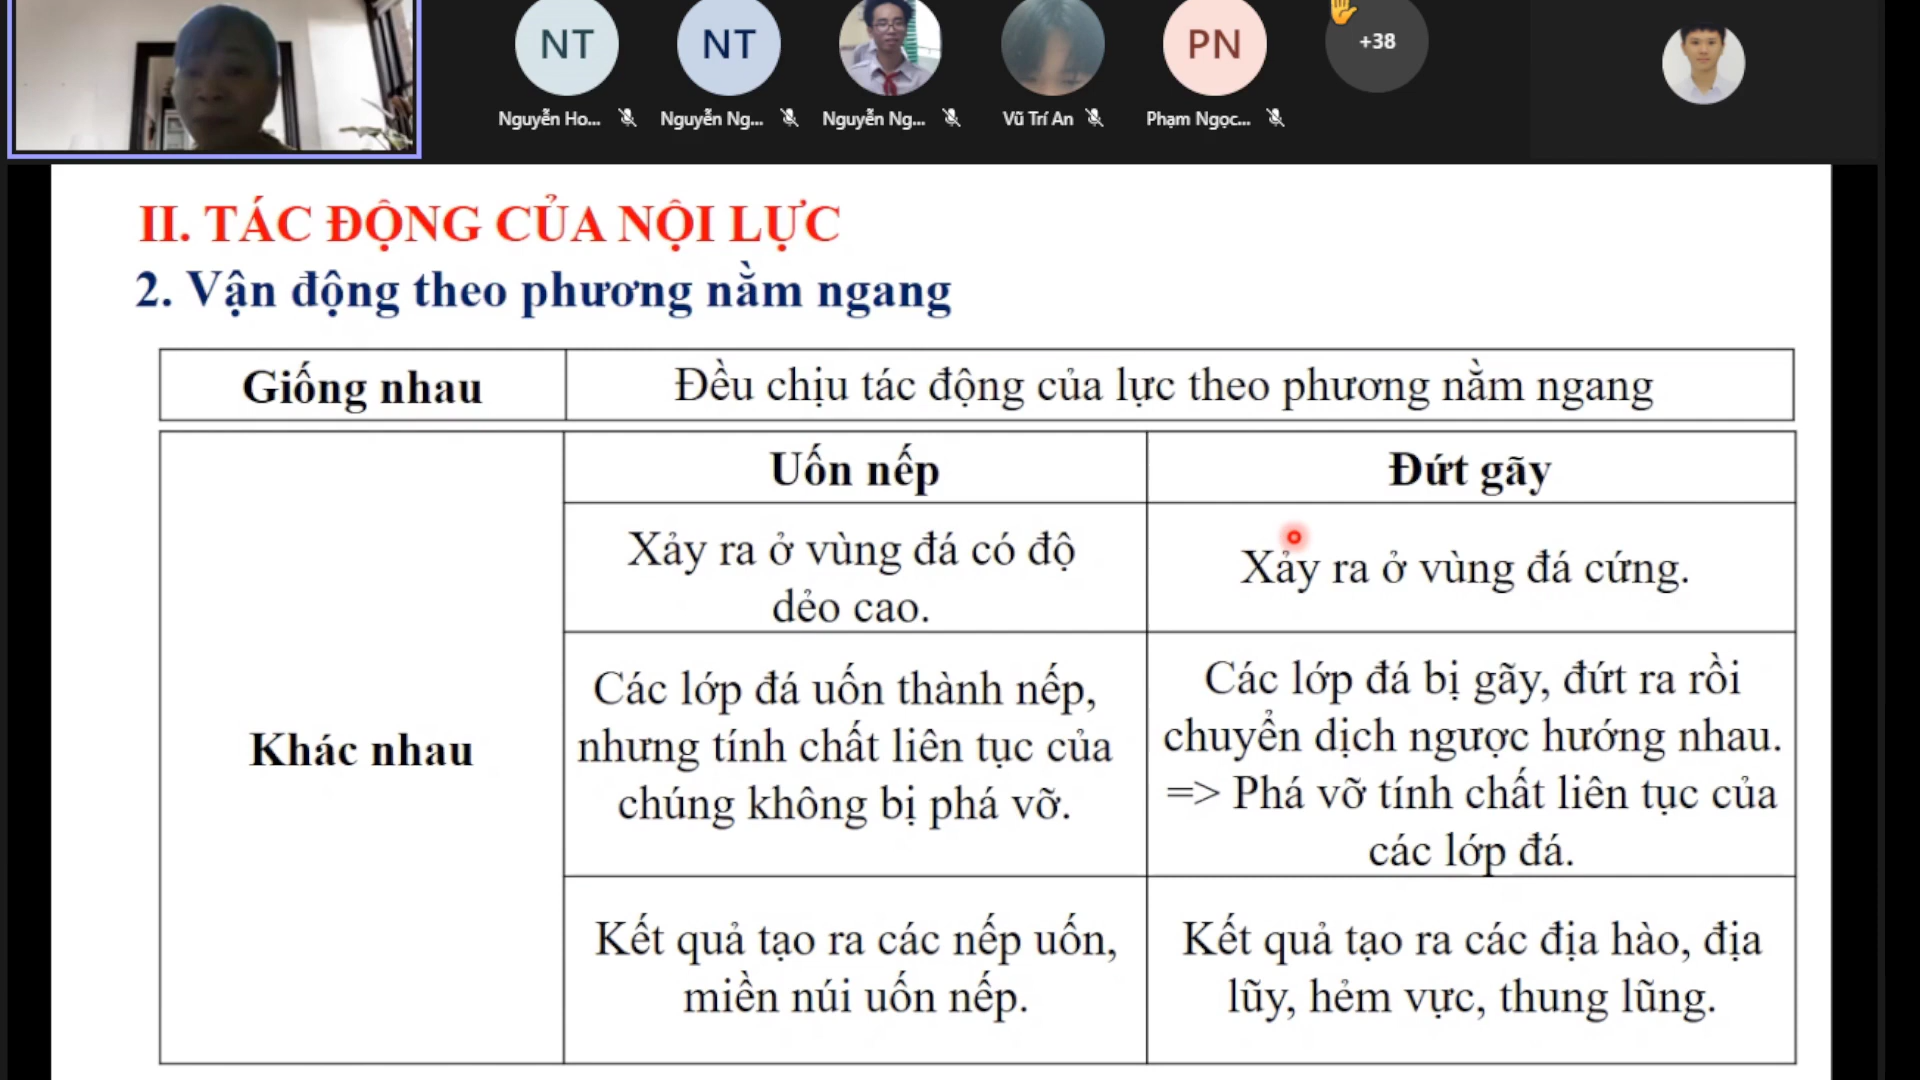 NT
NT
PN
+38
Nguyễn Ho...
Nguyễn Ng...
Nguyễn Ng...
Vũ Trí An
Phạm Ngọc...
II. TÁC ĐỘNG CỦA NỘI LỰC
2. Vận động theo phương nằm ngang
Giống nhau
Đều chịu tác động của lực theo phương nằm ngang
Khác nhau
Uốn nếp
Đứt gãy
Xảy ra ở vùng đá có độ
dẻo cao.
Xảy ra ở vùng đá cứng.
Các lớp đá uốn thành nếp,
nhưng tính chất liên tục của
chúng không bị phá vỡ.
Các lớp đá bị gãy, đứt ra rồi
chuyển dịch ngược hướng nhau.
=> Phá vỡ tính chất liên tục của
các lớp đá.
Kết quả tạo ra các nếp uốn,
miền núi uốn nếp.
Kết quả tạo ra các địa hào, địa
lũy, hẻm vực, thung lũng.